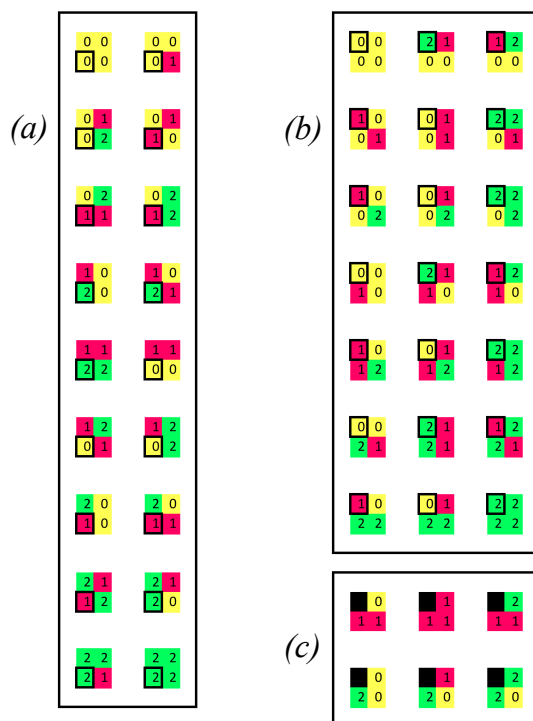 (a)
0 0 0 0
0 0 0 1
0 1 0 1
0 2 1 0
0 2 0 2
1 1 1 2
1 0 1 0
2 0 2 1
1 1 1 1
2 2 0 0
1 2 1 2
0 1 0 2
2 0 2 0
1 0 1 1
2 1 2 1
1 2 2 0
2 2 2 2
2 1 2 2
(b)
0 0 2 1 1 2
0 0 0 0 0 0
1 0 0 1 2 2
0 1 0 1 0 1
1 0 0 1 2 2
0 2 0 2 0 2
0 0 2 1 1 2
1 0 1 0 1 0
1 0 0 1 2 2
1 2 1 2 1 2
0 0 2 1 1 2
2 1 2 1 2 1
1 0 0 1 2 2
2 2 2 2 2 2
(c)
0 1 2
1 1 1 1 1 1
0 1 2
2 0 2 0 2 0